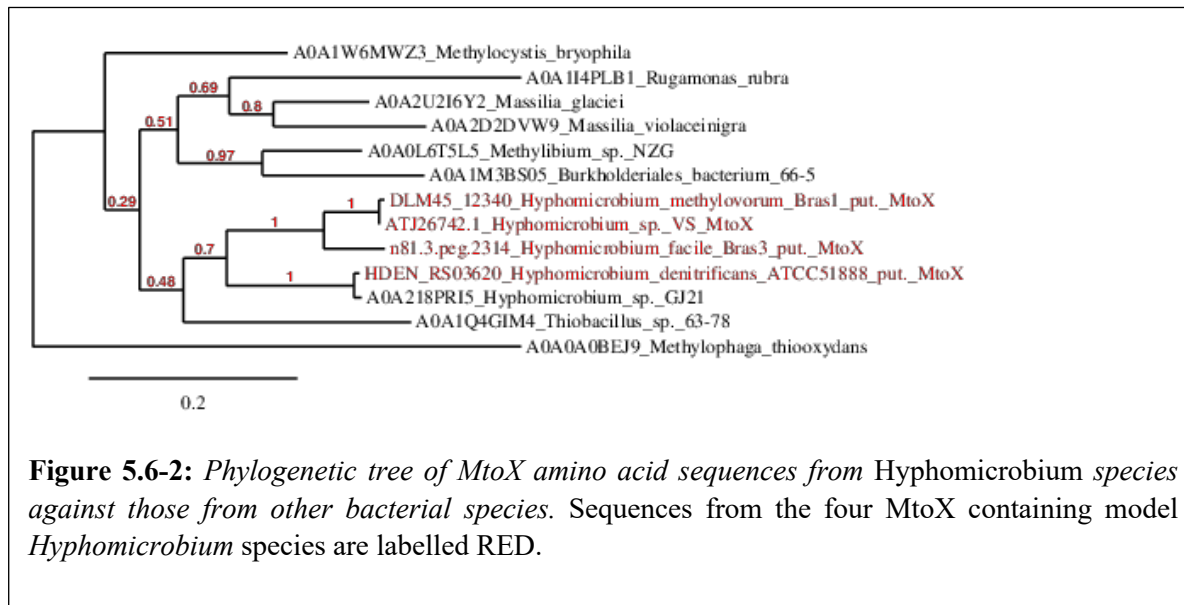 A0A1W6MWZ3_Methylocystis_bryophila
0.69
A0A1I4PLB1_Rugamonas_rubra
0.8
A0A2U2I6Y2_Massilia_glaciei
0.51
A0A2D2DVW9_Massilia_violaceinigra
0.97
A0A0L6T5L5_Methylibium_sp._NZG
A0A1M3BS05_Burkholderiales_bacterium_66-5
0.29
1
DLM45_12340_Hyphomicrobium_methylovorum_Bras1_put._MtoX
1
ATJ26742.1_Hyphomicrobium_sp._VS_MtoX
0.7
n81.3.peg.2314_Hyphomicrobium_facile_Bras3_put._MtoX
1
HDEN_RS03620_Hyphomicrobium_denitrificans_ATCC51888_put._MtoX
0.48
A0A218PRI5_Hyphomicrobium_sp._GJ21
A0A1Q4GIM4_Thiobacillus_sp._63-78
A0A0A0BEJ9_Methylophaga_thiooxydans
0.2
Figure 5.6-2: Phylogenetic tree of MtoX amino acid sequences from Hyphomicrobium species
against those from other bacterial species. Sequences from the four MtoX containing model
Hyphomicrobium species are labelled RED.